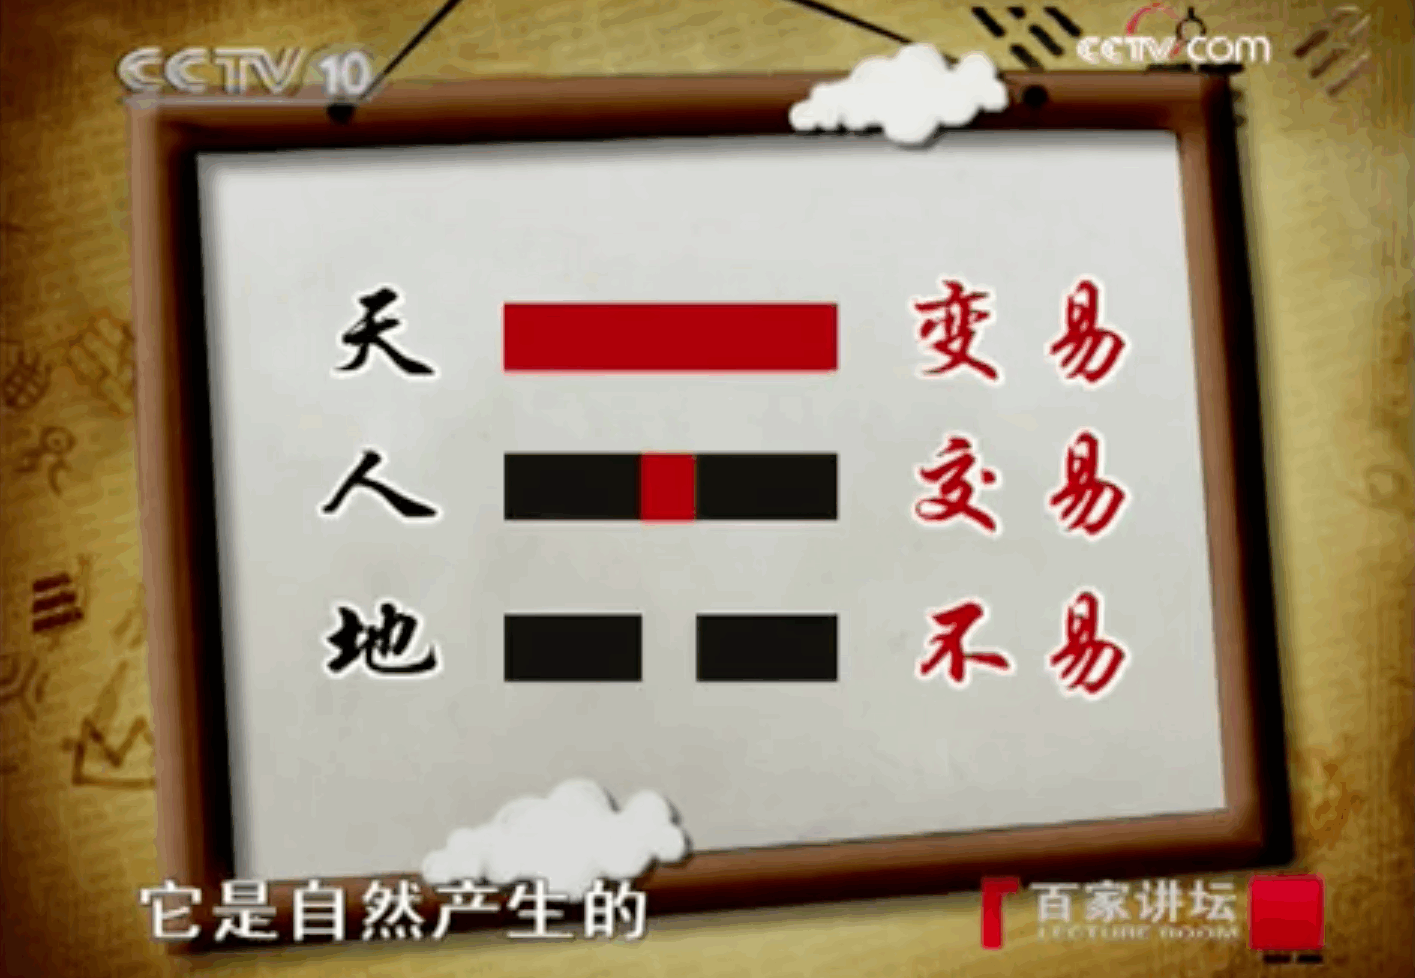 CCTV 10
CCTV.com
天 变易
人 交易
地 不易
它是自然产生的
百家讲坛
LECTURE ROOM